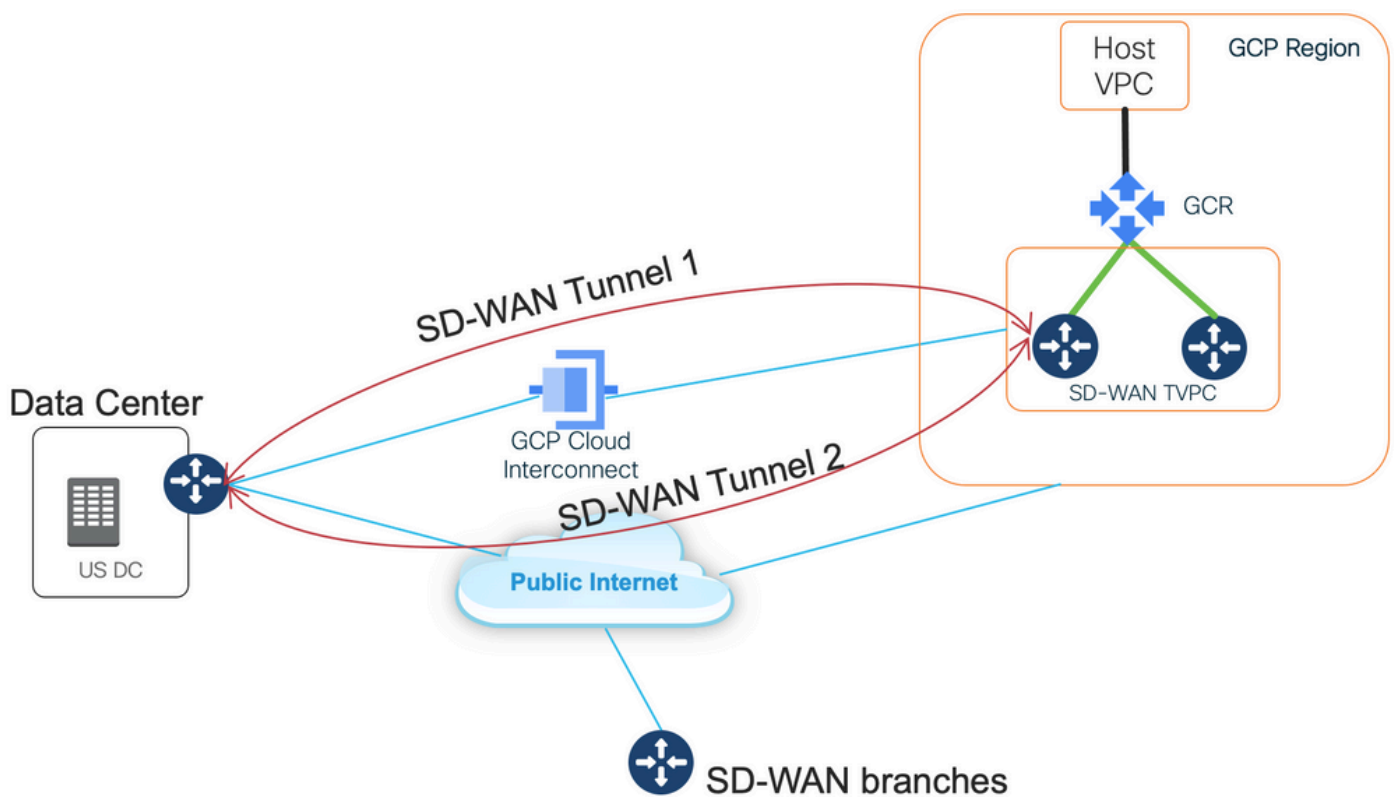 Host
VPC
GCP Region
GCR
SD-WAN Tunnel 1
SD-WAN TVPC
Data Center
GCP Cloud
Interconnect
SD-WAN Tunnel 2
US DC
Public Internet
SD-WAN branches